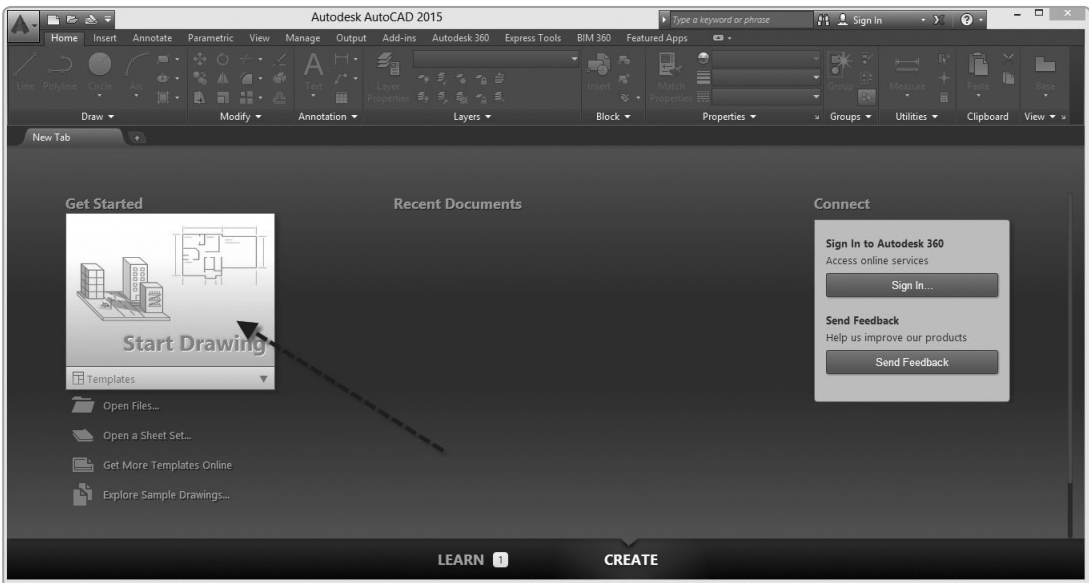 Autodesk AutoCAD 2015
Type a keyword or phrase
Sign In
Home Insert Annotate Parametric View Manage Output Add-ins Autodesk 360 Express Tools BIM 360 Featured Apps
Line Polyline Circle Arc Text Layer Properties Insert Match Properties Group Measure Paste Base
Draw Modify Annotation Layers Block Properties Groups Utilities Clipboard View
New Tab
Get Started
Start Drawing
Templates
Open Files...
Open a Sheet Set...
Get More Templates Online
Explore Sample Drawings...
Recent Documents
Connect
Sign In to Autodesk 360
Access online services
Sign In...
Send Feedback
Help us improve our products
Send Feedback
LEARN 1 CREATE